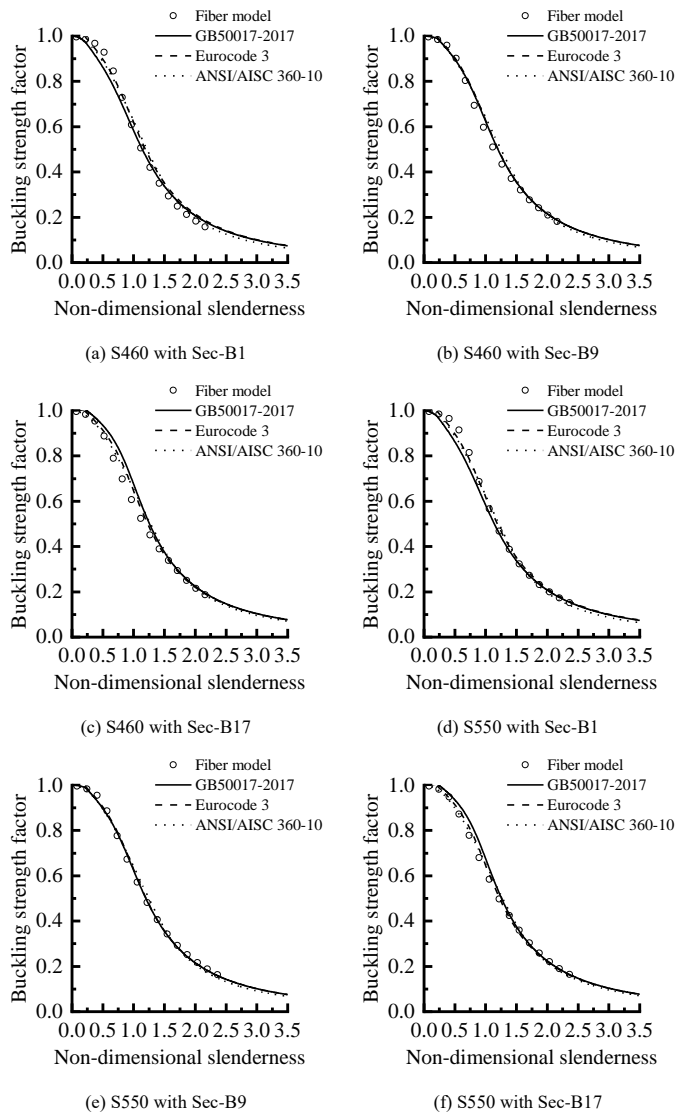 Fiber model
GB50017-2017
Eurocode 3
ANSI/AISC 360-10
1.0
0.8
0.6
0.4
0.2
0.0
Buckling strength factor
0.0 0.5 1.0 1.5 2.0 2.5 3.0 3.5
Non-dimensional slenderness
(a) S460 with Sec-B1
Fiber model
GB50017-2017
Eurocode 3
ANSI/AISC 360-10
1.0
0.8
0.6
0.4
0.2
0.0
Buckling strength factor
0.0 0.5 1.0 1.5 2.0 2.5 3.0 3.5
Non-dimensional slenderness
(b) S460 with Sec-B9
Fiber model
GB50017-2017
Eurocode 3
ANSI/AISC 360-10
1.0
0.8
0.6
0.4
0.2
0.0
Buckling strength factor
0.0 0.5 1.0 1.5 2.0 2.5 3.0 3.5
Non-dimensional slenderness
(c) S460 with Sec-B17
Fiber model
GB50017-2017
Eurocode 3
ANSI/AISC 360-10
1.0
0.8
0.6
0.4
0.2
0.0
Buckling strength factor
0.0 0.5 1.0 1.5 2.0 2.5 3.0 3.5
Non-dimensional slenderness
(d) S550 with Sec-B1
Fiber model
GB50017-2017
Eurocode 3
ANSI/AISC 360-10
1.0
0.8
0.6
0.4
0.2
0.0
Buckling strength factor
0.0 0.5 1.0 1.5 2.0 2.5 3.0 3.5
Non-dimensional slenderness
(e) S550 with Sec-B9
Fiber model
GB50017-2017
Eurocode 3
ANSI/AISC 360-10
1.0
0.8
0.6
0.4
0.2
0.0
Buckling strength factor
0.0 0.5 1.0 1.5 2.0 2.5 3.0 3.5
Non-dimensional slenderness
(f) S550 with Sec-B17